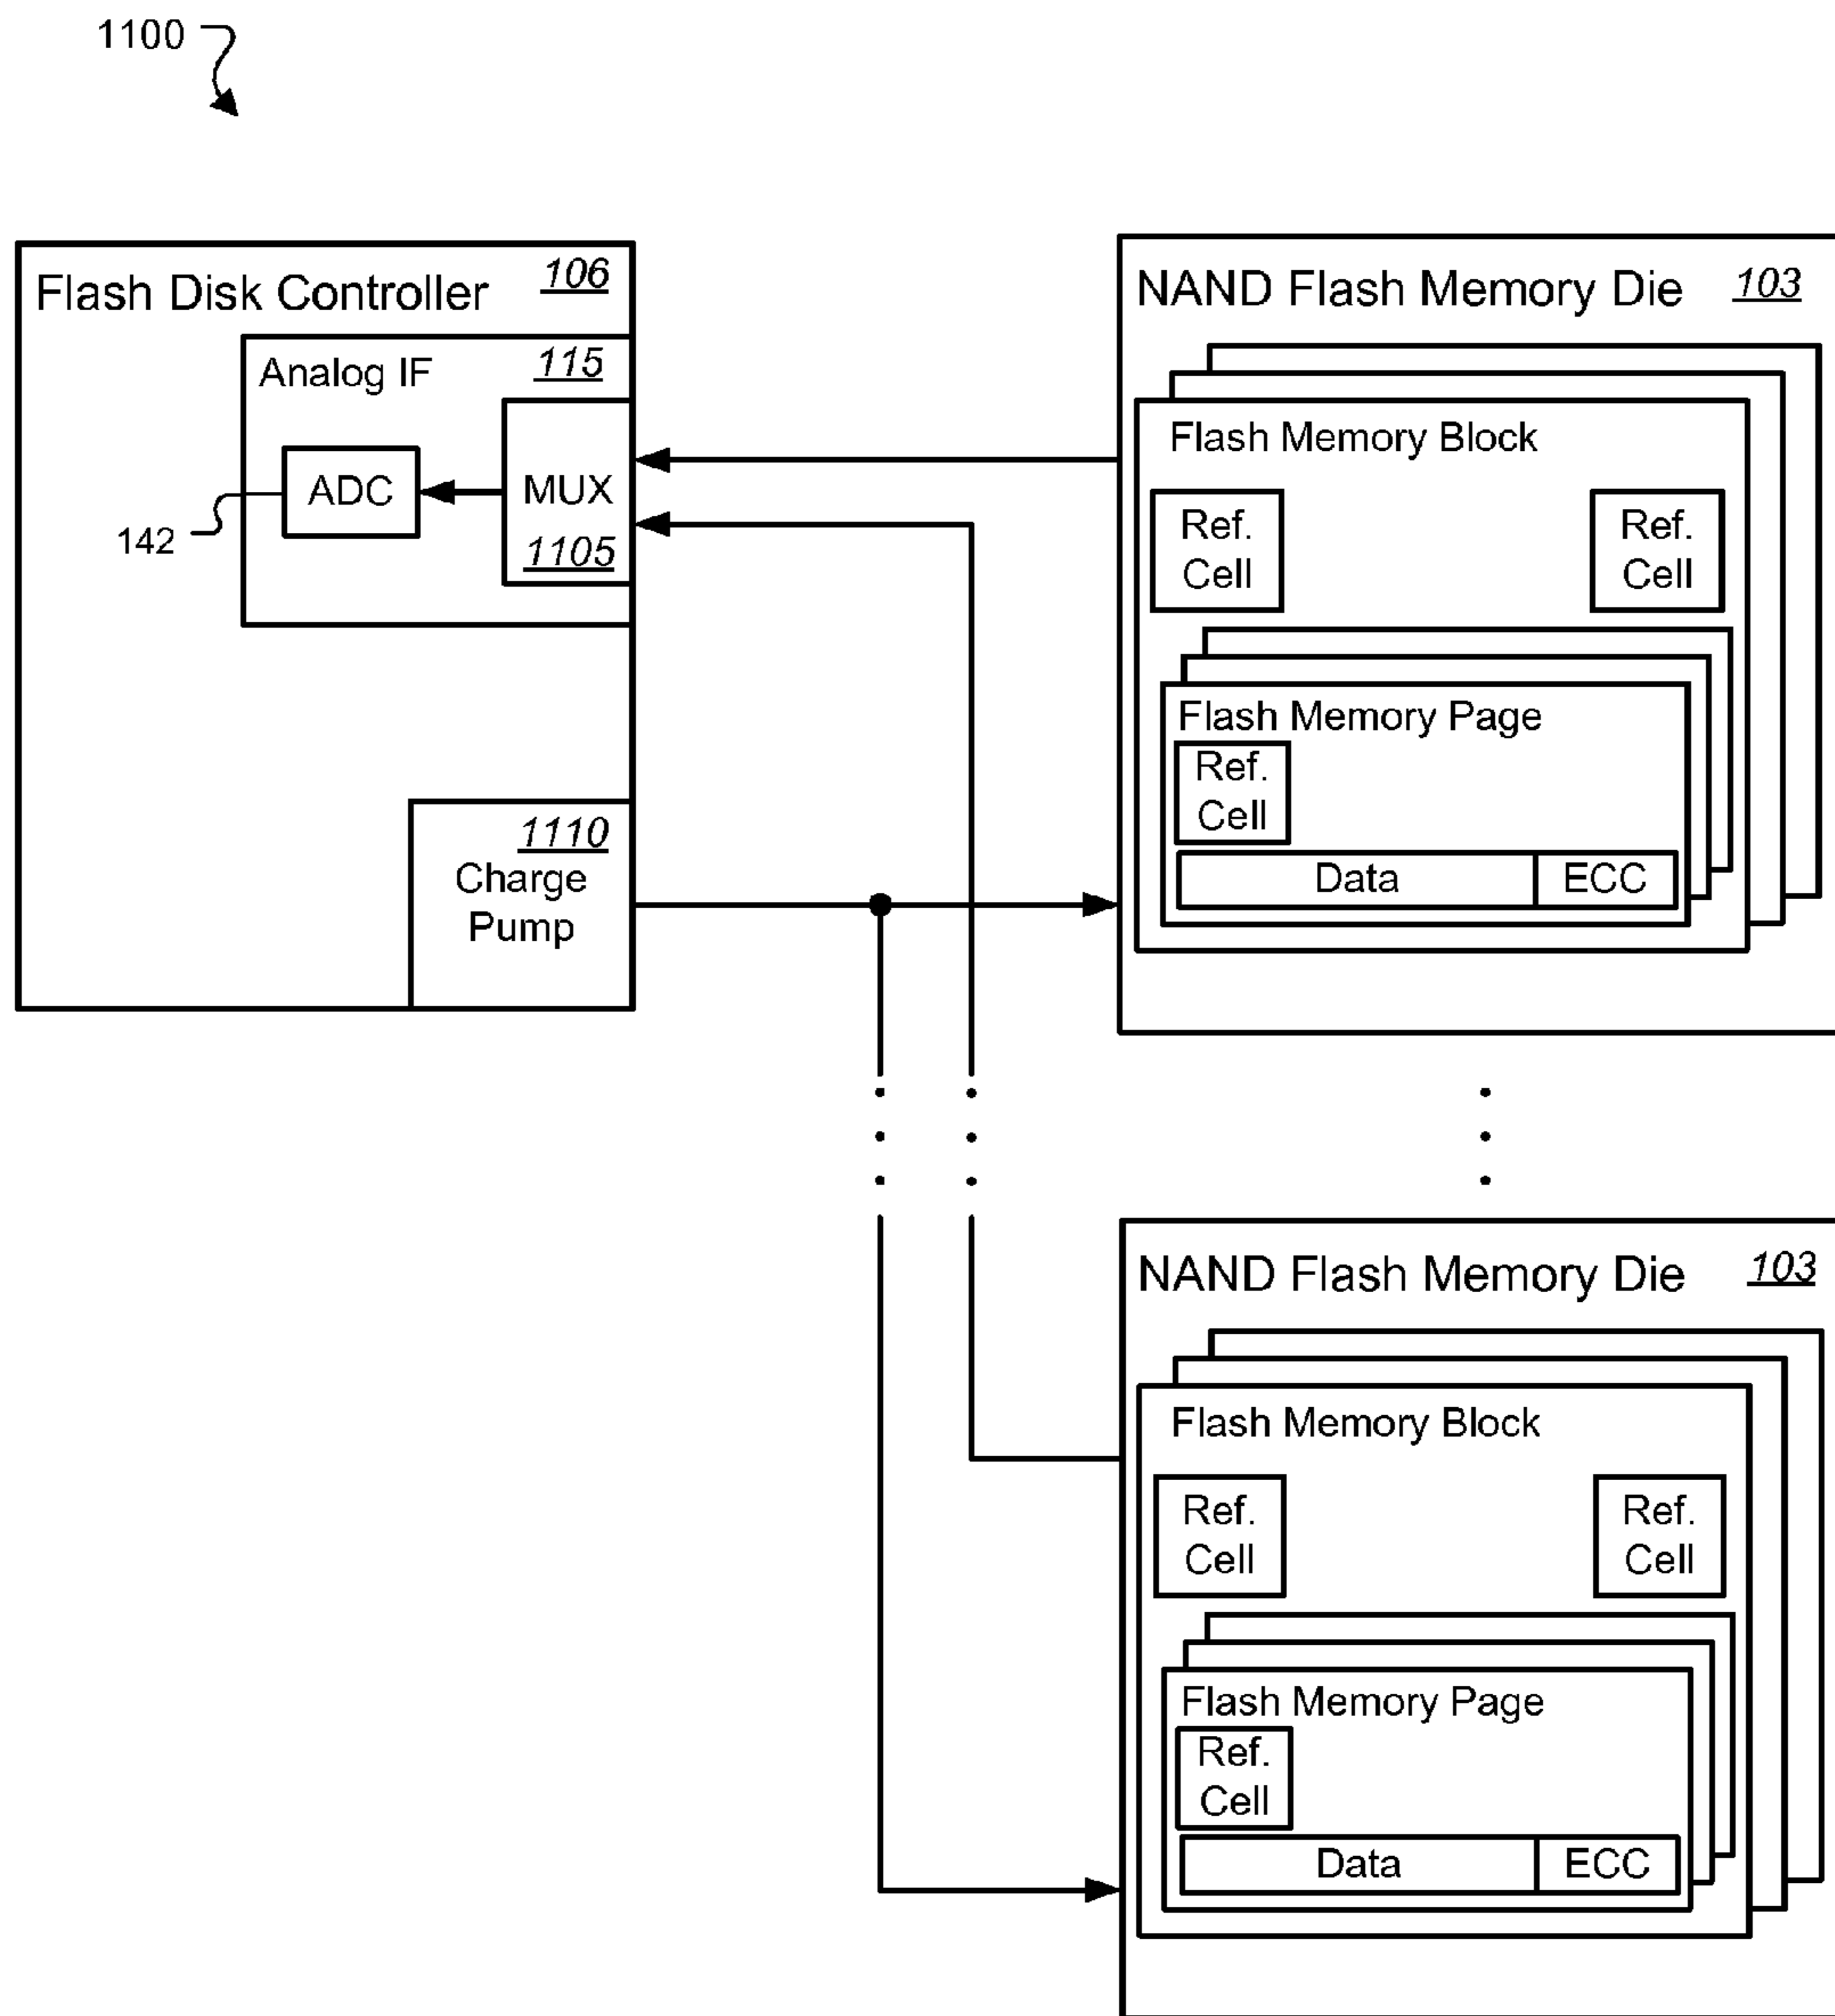 1100
Flash Disk Controller 106
Analog IF 115
ADC
MUX
1105
142
1110
Charge
Pump
NAND Flash Memory Die 103
Flash Memory Block
Ref.
Cell
Ref.
Cell
Flash Memory Page
Ref.
Cell
Data
ECC
NAND Flash Memory Die 103
Flash Memory Block
Ref.
Cell
Ref.
Cell
Flash Memory Page
Ref.
Cell
Data
ECC